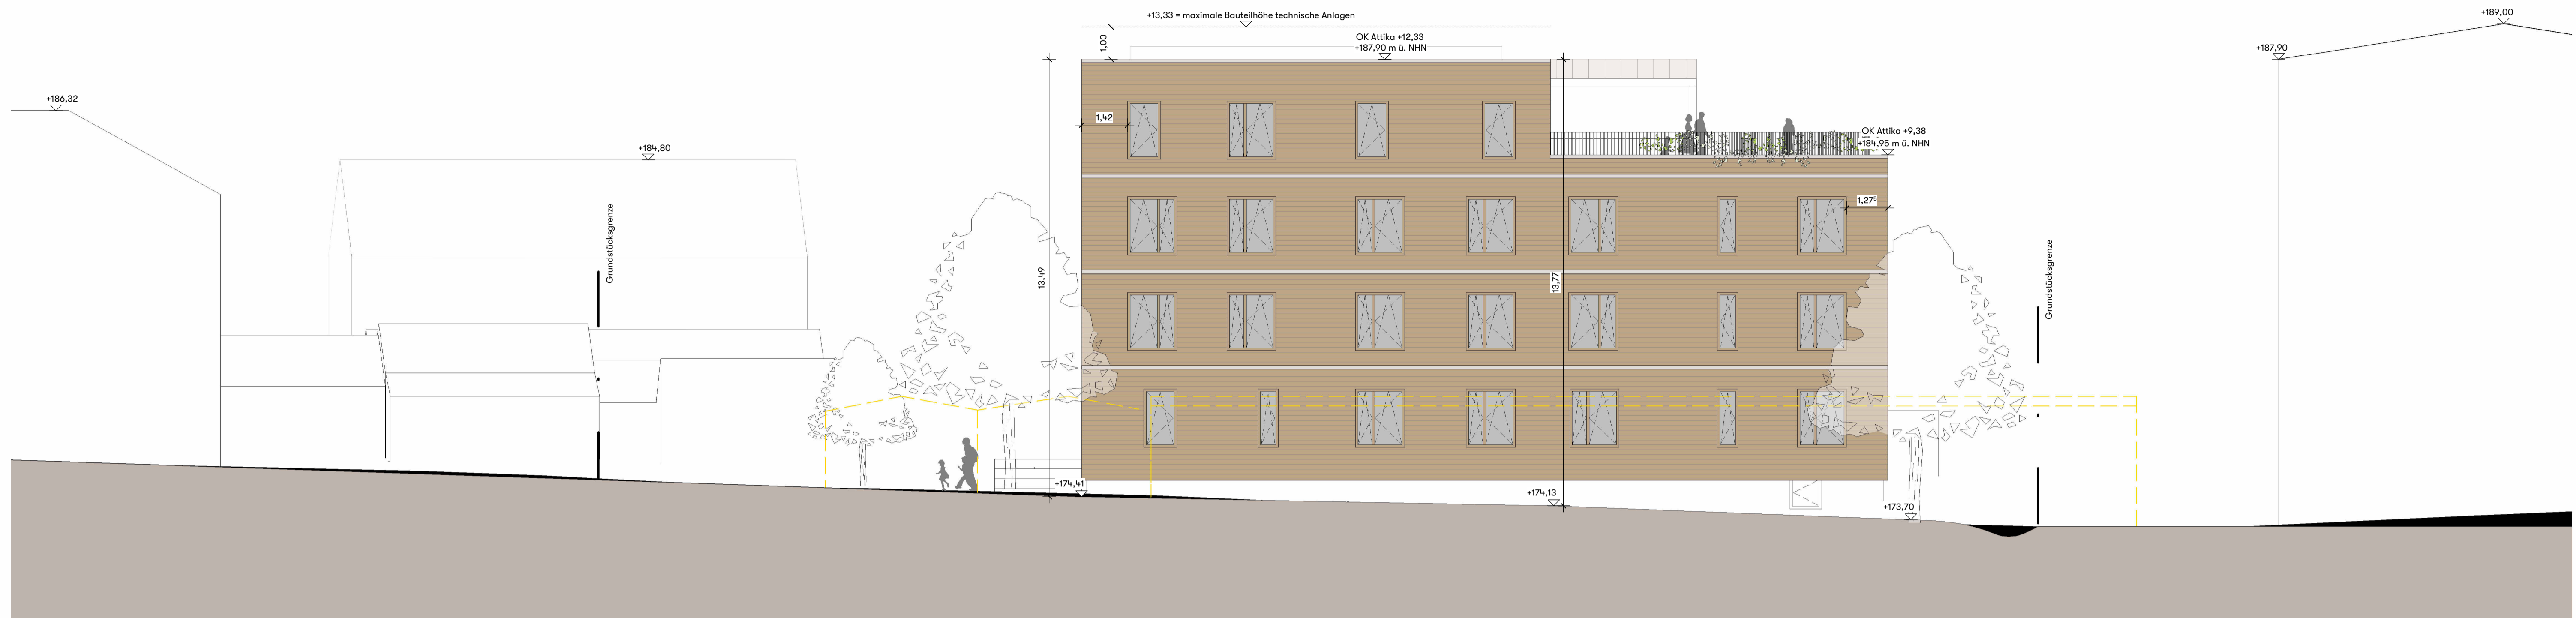 +13,33 = maximale Bauteilhöhe technische Anlagen
+189,00
1,00
OK Attika +12,33
+187,90 m ü. NHN
+187,90
+186,32
1,42
OK Attika +9,38
+184,95 m ü. NHN
+184,80
1,27⁵
Grundstücksgrenze
Grundstücksgrenze
13,49
13,77
+174,41
+174,13
+173,70